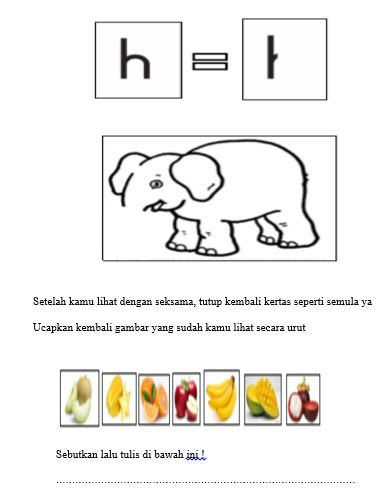 h = ł
Setelah kamu lihat dengan seksama, tutup kembali kertas seperti semula ya
Ucapkan kembali gambar yang sudah kamu lihat secara urut
Sebutkan lalu tulis di bawah ini !
................................................................................................